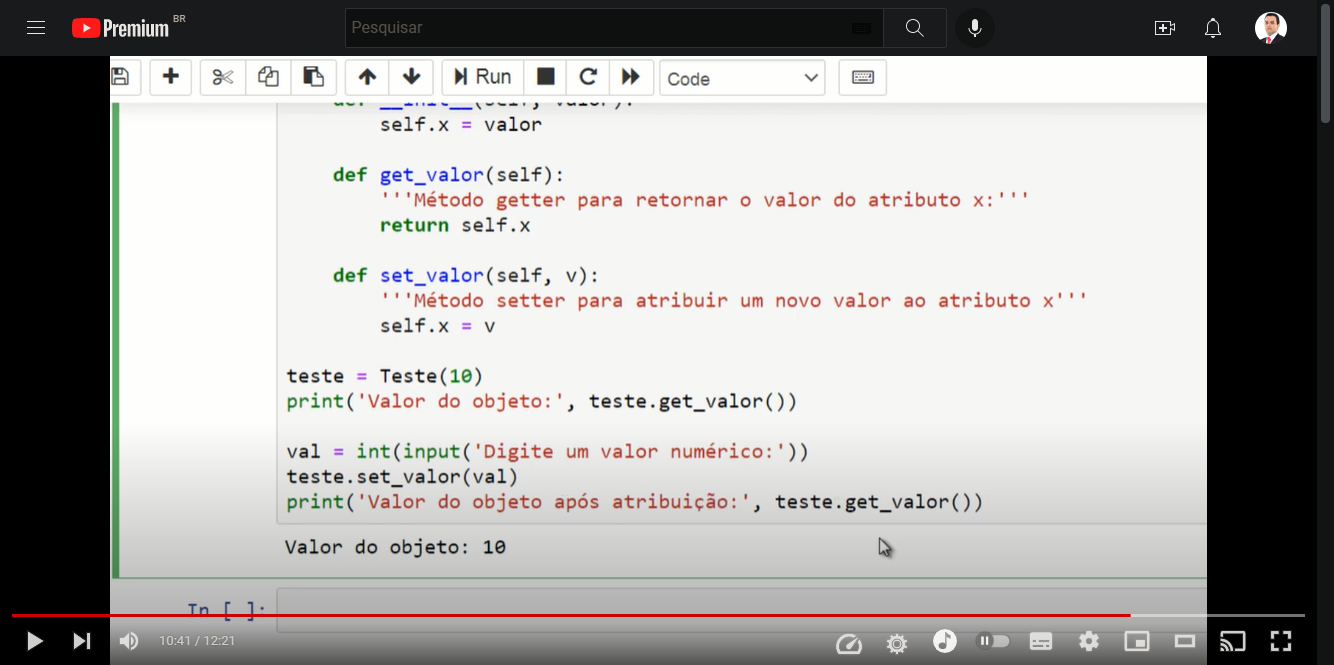 Premium BR
Pesquisar
Run
Code
def __init__(self, valor):
self.x = valor
def get_valor(self):
'''Método getter para retornar o valor do atributo x:'''
return self.x
def set_valor(self, v):
'''Método setter para atribuir um novo valor ao atributo x'''
self.x = v
teste = Teste(10)
print('Valor do objeto:', teste.get_valor())
val = int(input('Digite um valor numérico:'))
teste.set_valor(val)
print('Valor do objeto após atribuição:', teste.get_valor())
Valor do objeto: 10
In [ ]:
10:41 / 12:21